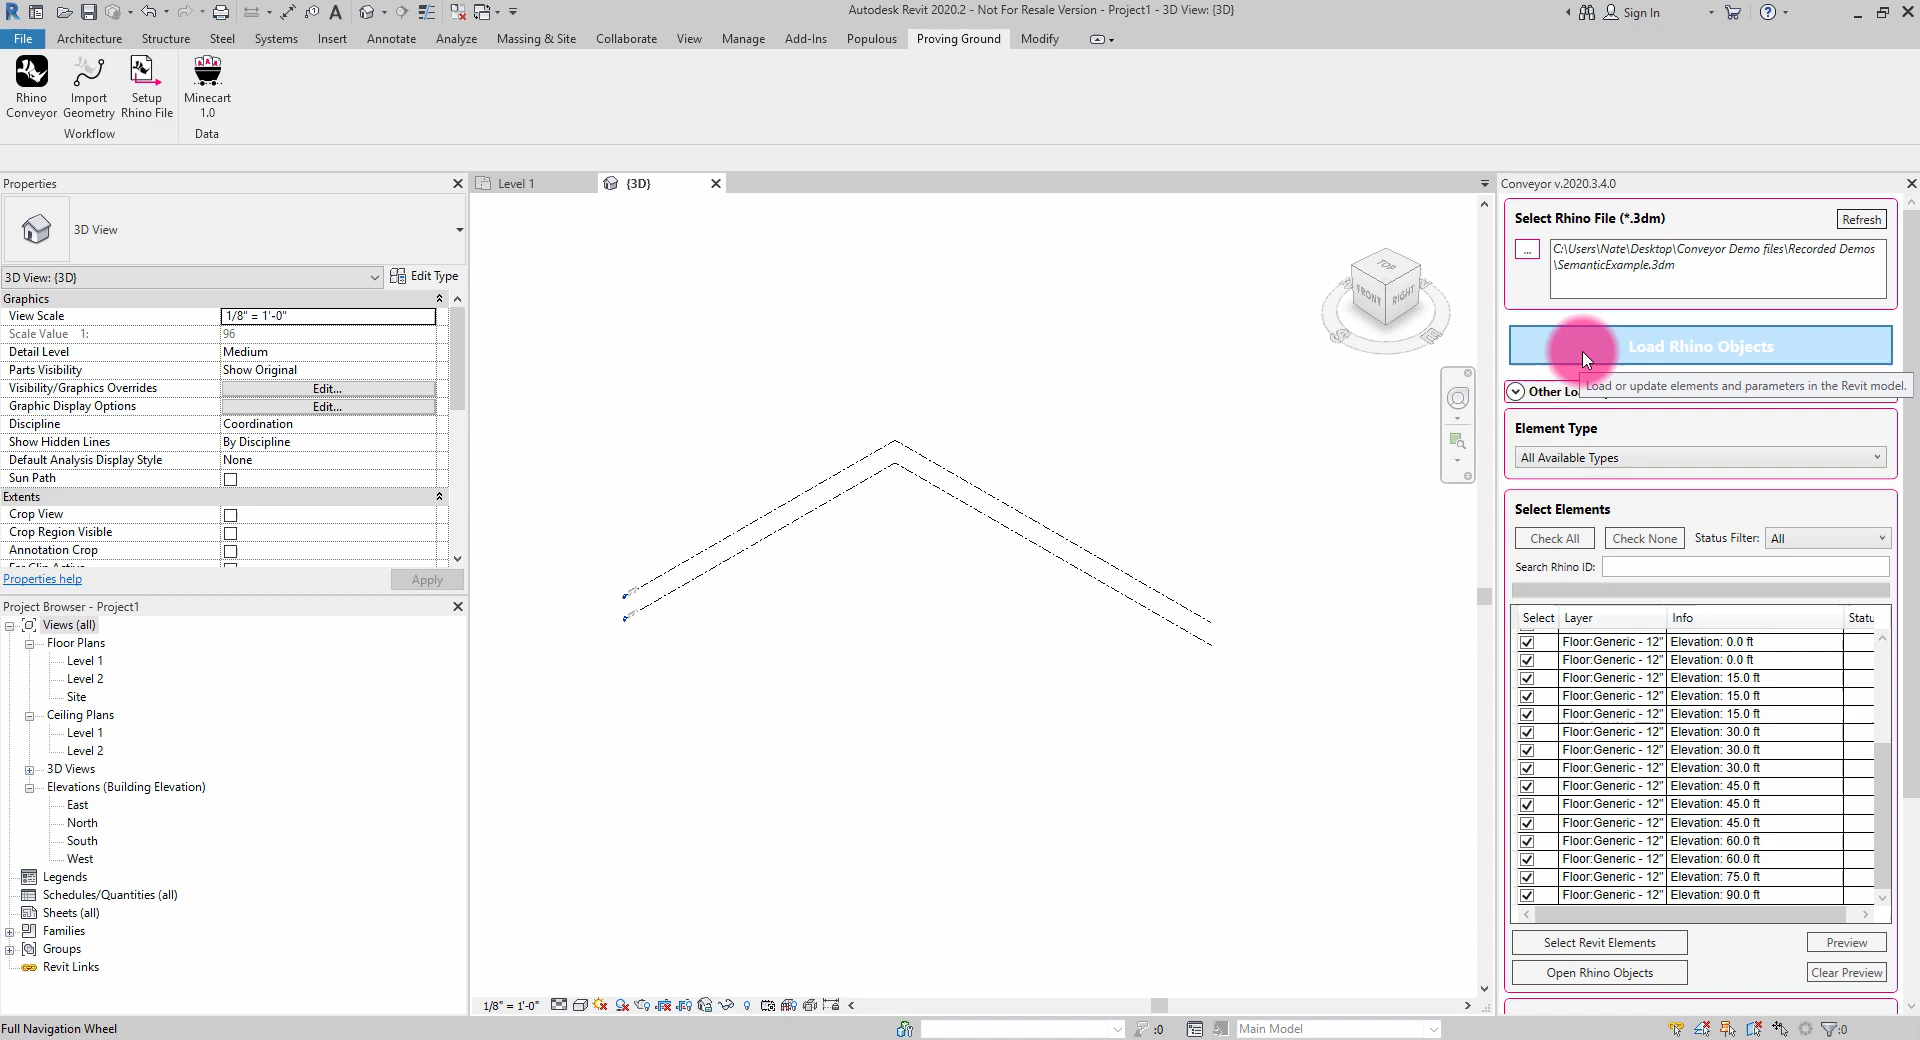 Autodesk Revit 2020.2 - Not For Resale Version - Project1 - 3D View: {3D}
Sign In
File Architecture Structure Steel Systems Insert Annotate Analyze Massing & Site Collaborate View Manage Add-Ins Populous Proving Ground Modify
Rhino Conveyor
Import Geometry
Setup Rhino File
Minecart 1.0
Workflow
Data
Properties
3D View
3D View: {3D}
Edit Type
Graphics
View Scale 1/8" = 1'-0"
Scale Value 1: 96
Detail Level Medium
Parts Visibility Show Original
Visibility/Graphics Overrides Edit...
Graphic Display Options Edit...
Discipline Coordination
Show Hidden Lines By Discipline
Default Analysis Display Style None
Sun Path
Extents
Crop View
Crop Region Visible
Annotation Crop
Properties help
Apply
Project Browser - Project1
Views (all)
Floor Plans
Level 1
Level 2
Site
Ceiling Plans
Level 1
Level 2
3D Views
Elevations (Building Elevation)
East
North
South
West
Legends
Schedules/Quantities (all)
Sheets (all)
Families
Groups
Revit Links
Full Navigation Wheel
Level 1
{3D}
TOP
FRONT
RIGHT
1/8" = 1'-0"
:0
Main Model
:0
Conveyor v.2020.3.4.0
Select Rhino File (*.3dm)
Refresh
...
C:\Users\Nate\Desktop\Conveyor Demo files\Recorded Demos
\SemanticExample.3dm
Load Rhino Objects
Load or update elements and parameters in the Revit model.
Other
Element Type
All Available Types
Select Elements
Check All
Check None
Status Filter: All
Search Rhino ID:
Select Layer Info Statu
Floor:Generic - 12" Elevation: 0.0 ft
Floor:Generic - 12" Elevation: 0.0 ft
Floor:Generic - 12" Elevation: 15.0 ft
Floor:Generic - 12" Elevation: 15.0 ft
Floor:Generic - 12" Elevation: 15.0 ft
Floor:Generic - 12" Elevation: 30.0 ft
Floor:Generic - 12" Elevation: 30.0 ft
Floor:Generic - 12" Elevation: 30.0 ft
Floor:Generic - 12" Elevation: 45.0 ft
Floor:Generic - 12" Elevation: 45.0 ft
Floor:Generic - 12" Elevation: 45.0 ft
Floor:Generic - 12" Elevation: 60.0 ft
Floor:Generic - 12" Elevation: 60.0 ft
Floor:Generic - 12" Elevation: 75.0 ft
Floor:Generic - 12" Elevation: 90.0 ft
Select Revit Elements
Preview
Open Rhino Objects
Clear Preview